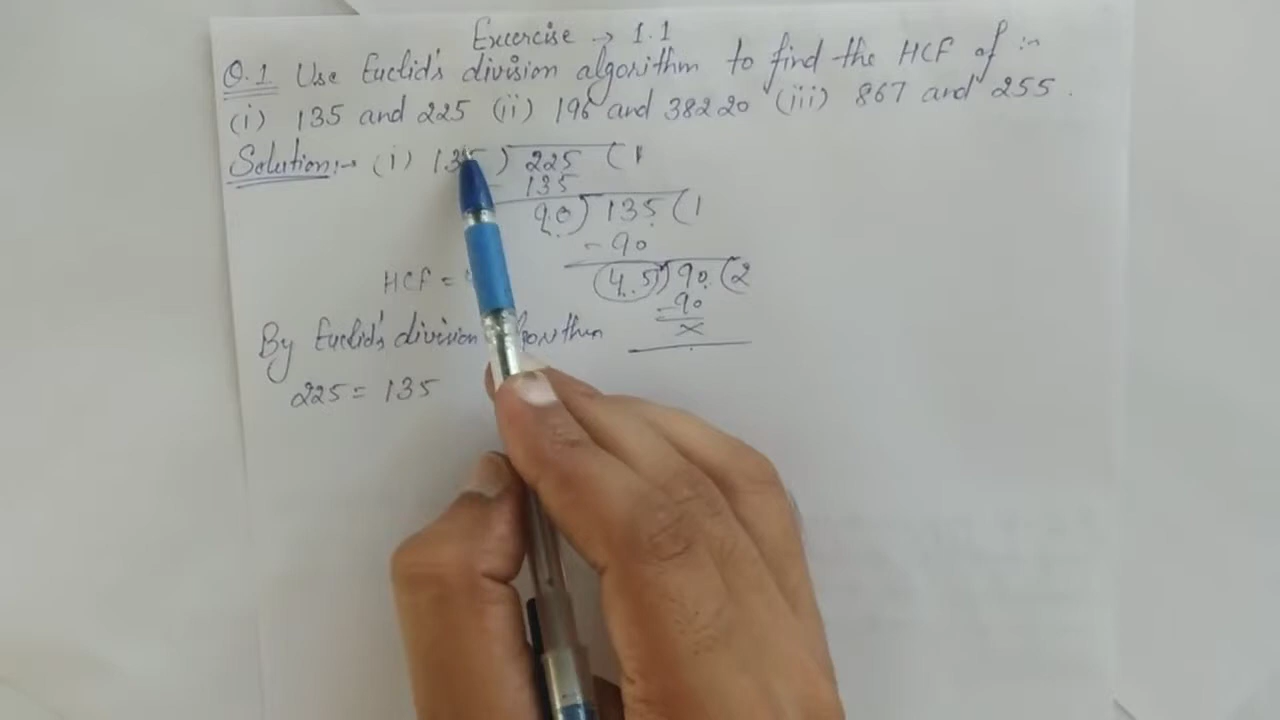 Excercise → 1.1
Q.1 Use Euclid's division algorithm to find the HCF of :-
(i) 135 and 225 (ii) 196 and 38220 (iii) 867 and 255.
Solution:→ (i) 135) 225 (1
135
90) 135 (1
-90
HCF =
45) 90 (2
-90
x
By Euclid's division
225 = 135